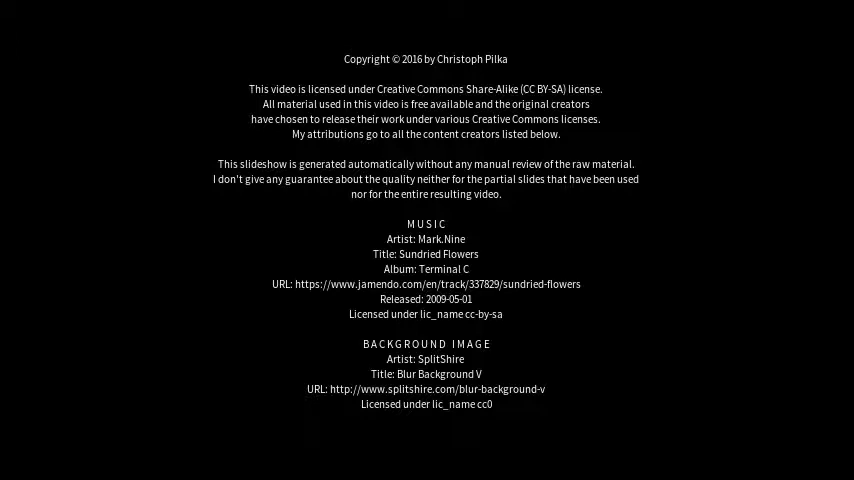 Copyright © 2016 by Christoph Pilka
This video is licensed under Creative Commons Share-Alike (CC BY-SA) license.
All material used in this video is free available and the original creators
have chosen to release their work under various Creative Commons licenses.
My attributions go to all the content creators listed below.
This slideshow is generated automatically without any manual review of the raw material.
I don't give any guarantee about the quality neither for the partial slides that have been used
nor for the entire resulting video.
MUSIC
Artist: Mark.Nine
Title: Sundried Flowers
Album: Terminal C
URL: https://www.jamendo.com/en/track/337829/sundried-flowers
Released: 2009-05-01
Licensed under lic_name cc-by-sa
BACKGROUND IMAGE
Artist: SplitShire
Title: Blur Background V
URL: http://www.splitshire.com/blur-background-v
Licensed under lic_name cc0